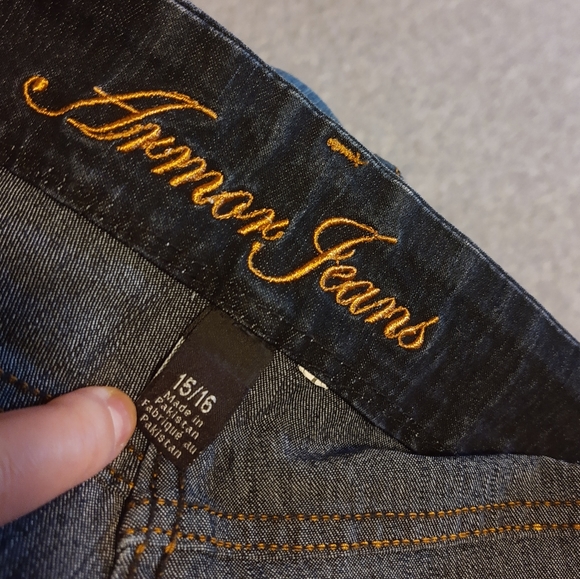 Armor Jeans
15/16
Made in
Pakistan
Fabriqué au
Pakistan